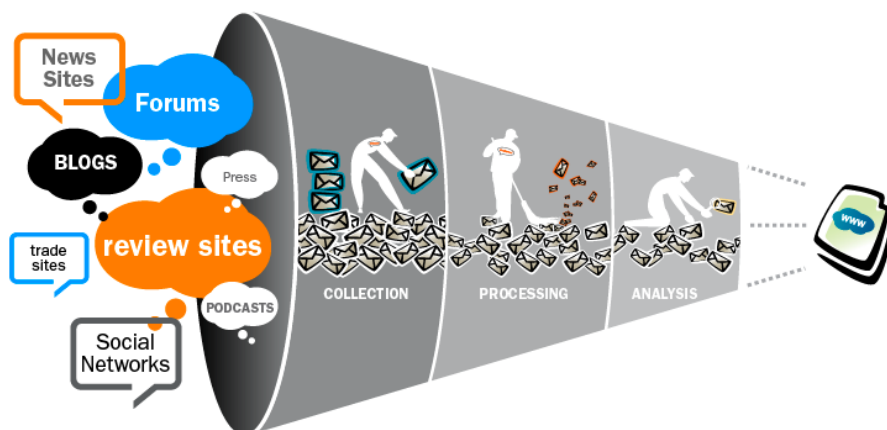 News
Sites
Forums
BLOGS
Press
review sites
trade
sites
PODCASTS
Social
Networks
COLLECTION
PROCESSING
ANALYSIS
WWW